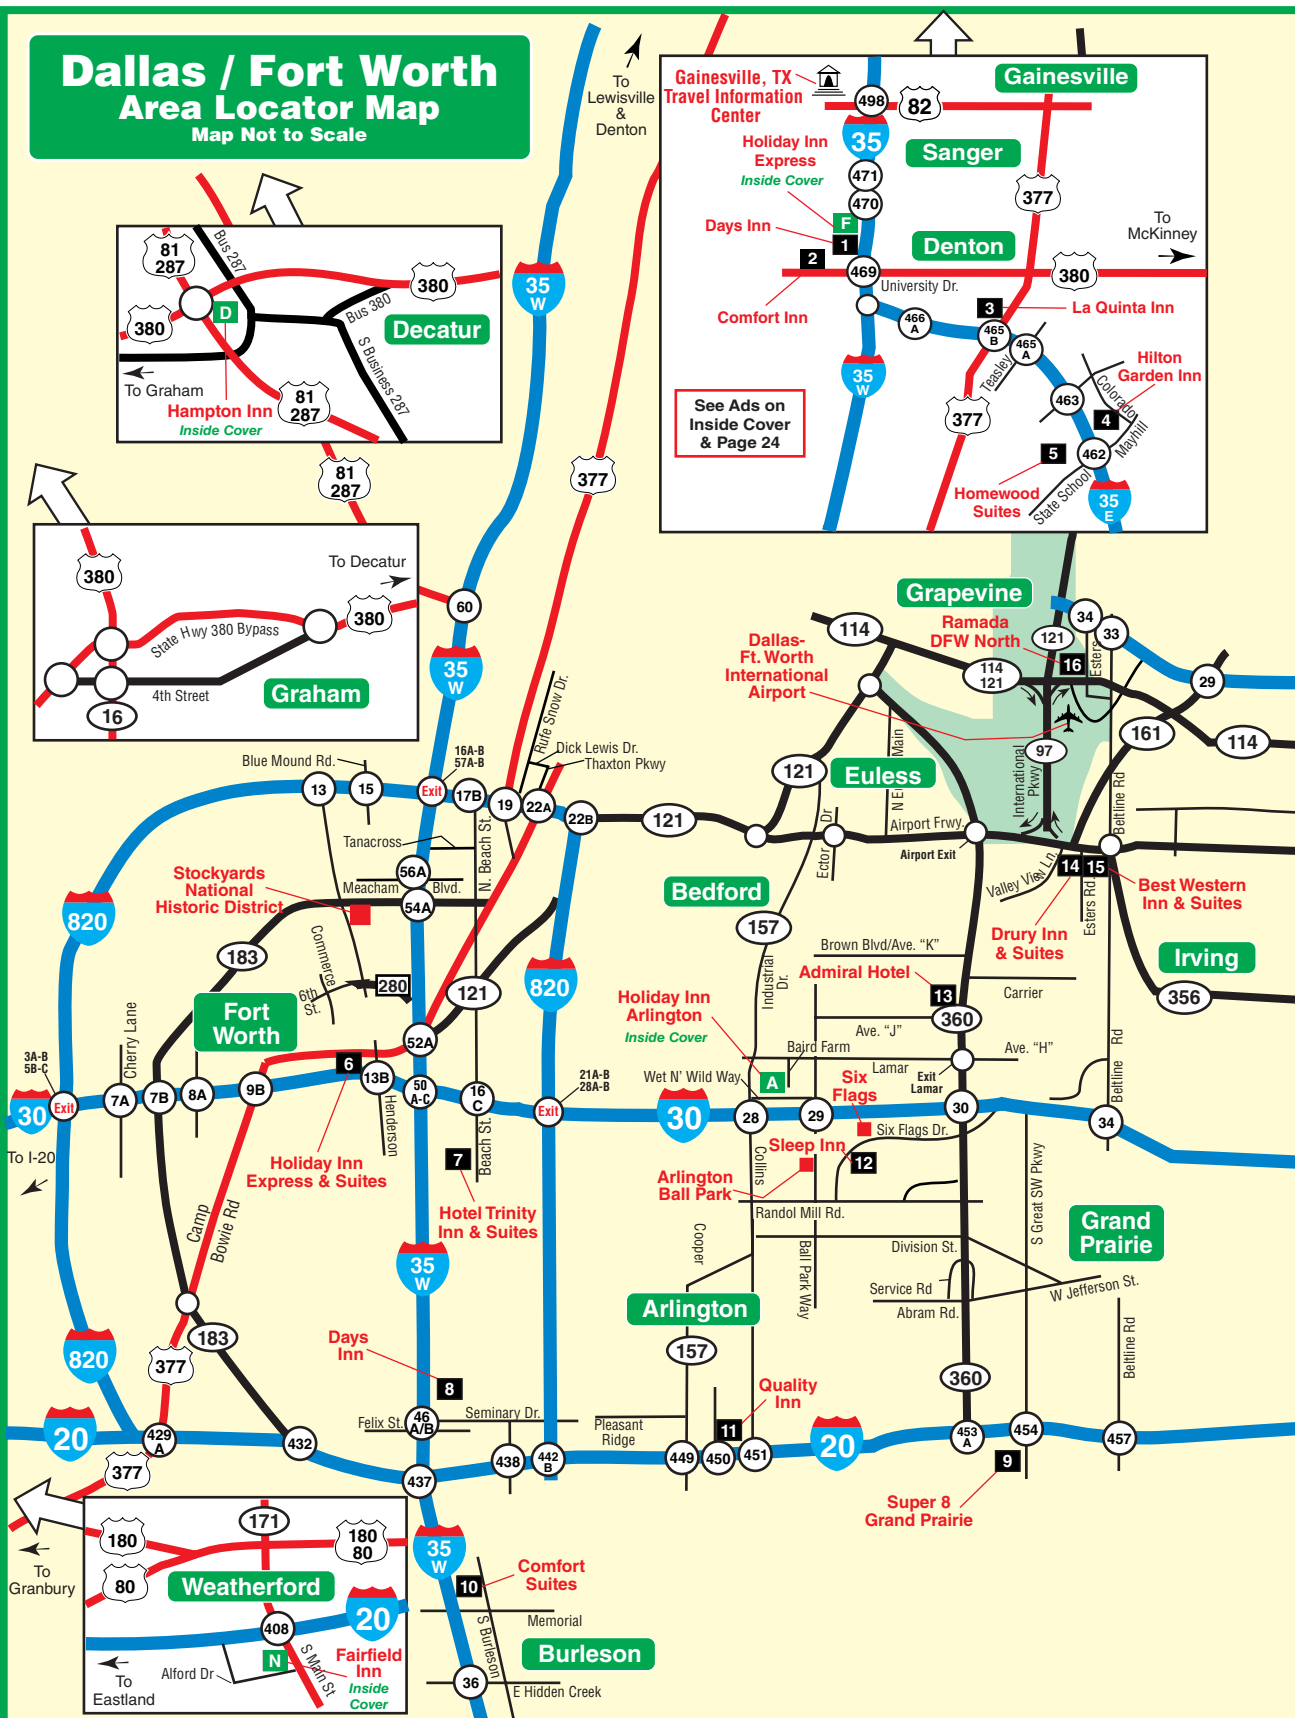 Dallas / Fort Worth
Area Locator Map
Map Not to Scale
To
Lewisville
&
Denton
Gainesville, TX
Travel Information
Center
498
82
Gainesville
35
Sanger
Holiday Inn
Express
Inside Cover
471
470
377
F
Days Inn
1
2
Denton
To
McKinney
469
380
University Dr.
Comfort Inn
466
A
3
La Quinta Inn
465
B
465
A
Teasley
35
W
377
463
Hilton
Garden Inn
Colorado
4
Mayhill
See Ads on
Inside Cover
& Page 24
5
462
Homewood
Suites
State School
35
E
81
287
Bus 287
380
D
380
Bus 380
Decatur
To Graham
S Business 287
81
287
Hampton Inn
Inside Cover
81
287
35
W
377
380
To Decatur
380
State Hwy 380 Bypass
4th Street
Graham
16
60
35
W
Grapevine
Ramada
DFW North
34
33
121
16
Esters
114
Dallas-
Ft. Worth
International
Airport
114
121
29
161
114
97
International
Pkwy
Rufe Snow Dr.
Dick Lewis Dr.
Thaxton Pkwy
Blue Mound Rd.
16A-B
57A-B
13
15
Exit
17B
19
22A
22B
121
121
Euless
Main
Beltline Rd
Airport Frwy.
Airport Exit
Ector Dr
Tanacross
N. Beach St.
56A
Meacham Blvd.
54A
Stockyards
National
Historic District
820
183
Commerce
6th
St.
280
121
820
Bedford
157
Industrial
Dr.
Valley View Ln.
14
15
Esters Rd
Best Western
Inn & Suites
Drury Inn
& Suites
Irving
356
Brown Blvd/Ave. “K”
Admiral Hotel
13
Carrier
360
Ave. “J”
Fort
Worth
Holiday Inn
Arlington
Inside Cover
A
Baird Farm
Lamar
Ave. “H”
Exit
Lamar
Wet N’ Wild Way
Beltline Rd
52A
3A-B
5B-C
Cherry Lane
30
Exit
7A
7B
8A
9B
6
13B
50
A-C
16
C
21A-B
28A-B
Exit
30
28
29
30
34
Six
Flags
Six Flags Dr.
Sleep Inn
12
Henderson
Beach St.
To I-20
Holiday Inn
Express & Suites
7
Hotel Trinity
Inn & Suites
Collins
Arlington
Ball Park
Randol Mill Rd.
S Great SW Pkwy
Grand
Prairie
Camp
Bowie Rd
35
W
Cooper
Ball Park Way
Division St.
Service Rd
W Jefferson St.
Abram Rd.
Arlington
183
377
820
157
Beltline Rd
Days
Inn
8
360
Quality
Inn
11
Felix St.
Seminary Dr.
46
A/B
Pleasant
Ridge
20
429
A
432
437
438
442
B
449
450
451
20
453
A
454
457
9
Super 8
Grand Prairie
377
To
Granbury
180
80
171
180
80
Weatherford
20
408
N
Fairfield
Inn
Inside
Cover
Alford Dr
S Main St
To
Eastland
35
W
10
Comfort
Suites
Memorial
S Burleson
Burleson
36
E Hidden Creek